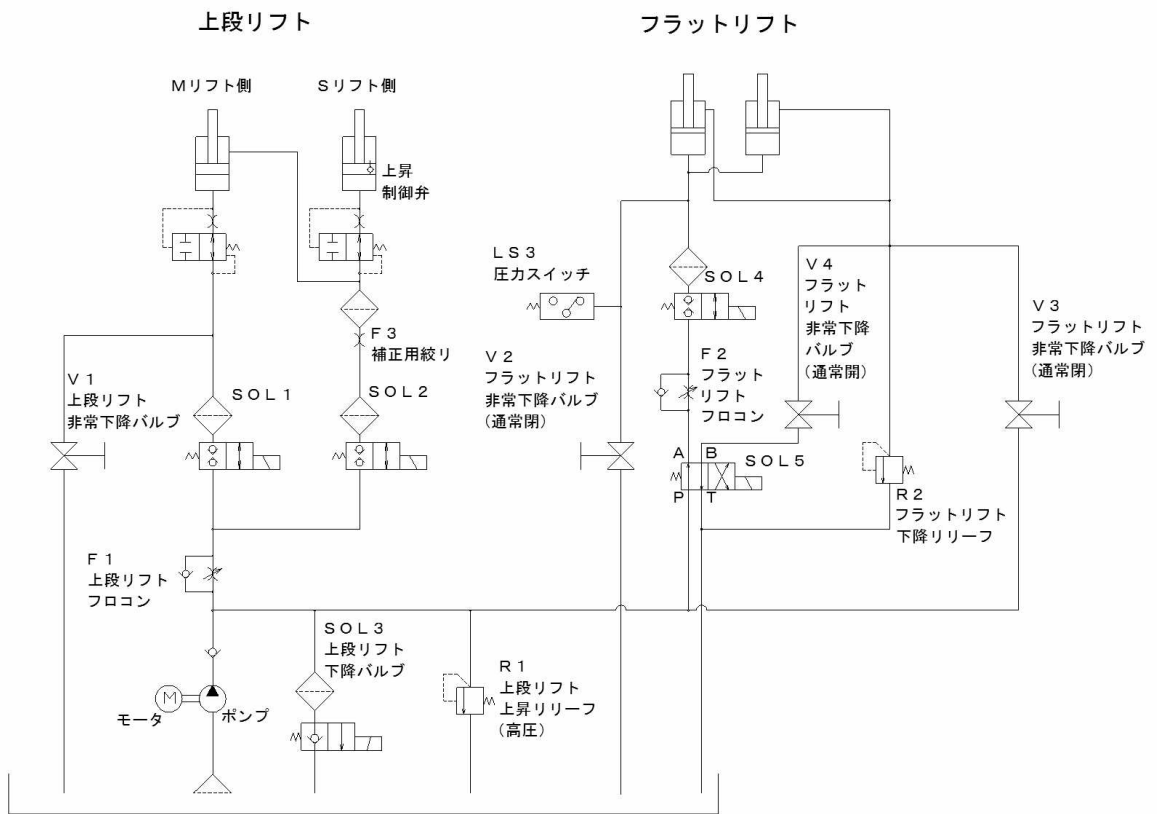 上段リフト
フラットリフト
Mリフト側
Sリフト側
上昇
制御弁
LS3
圧力スイッチ
SOL4
V4
フラット
リフト
非常下降
バルブ
(通常開)
V3
フラットリフト
非常下降バルブ
(通常閉)
F3
補正用絞リ
V2
フラットリフト
非常下降バルブ
(通常閉)
F2
フラット
リフト
フロコン
V1
上段リフト
非常下降バルブ
SOL1
SOL2
A
B
SOL5
P
T
R2
フラットリフト
下降リリーフ
F1
上段リフト
フロコン
SOL3
上段リフト
下降バルブ
R1
上段リフト
上昇リリーフ
(高圧)
M
モータ
ポンプ